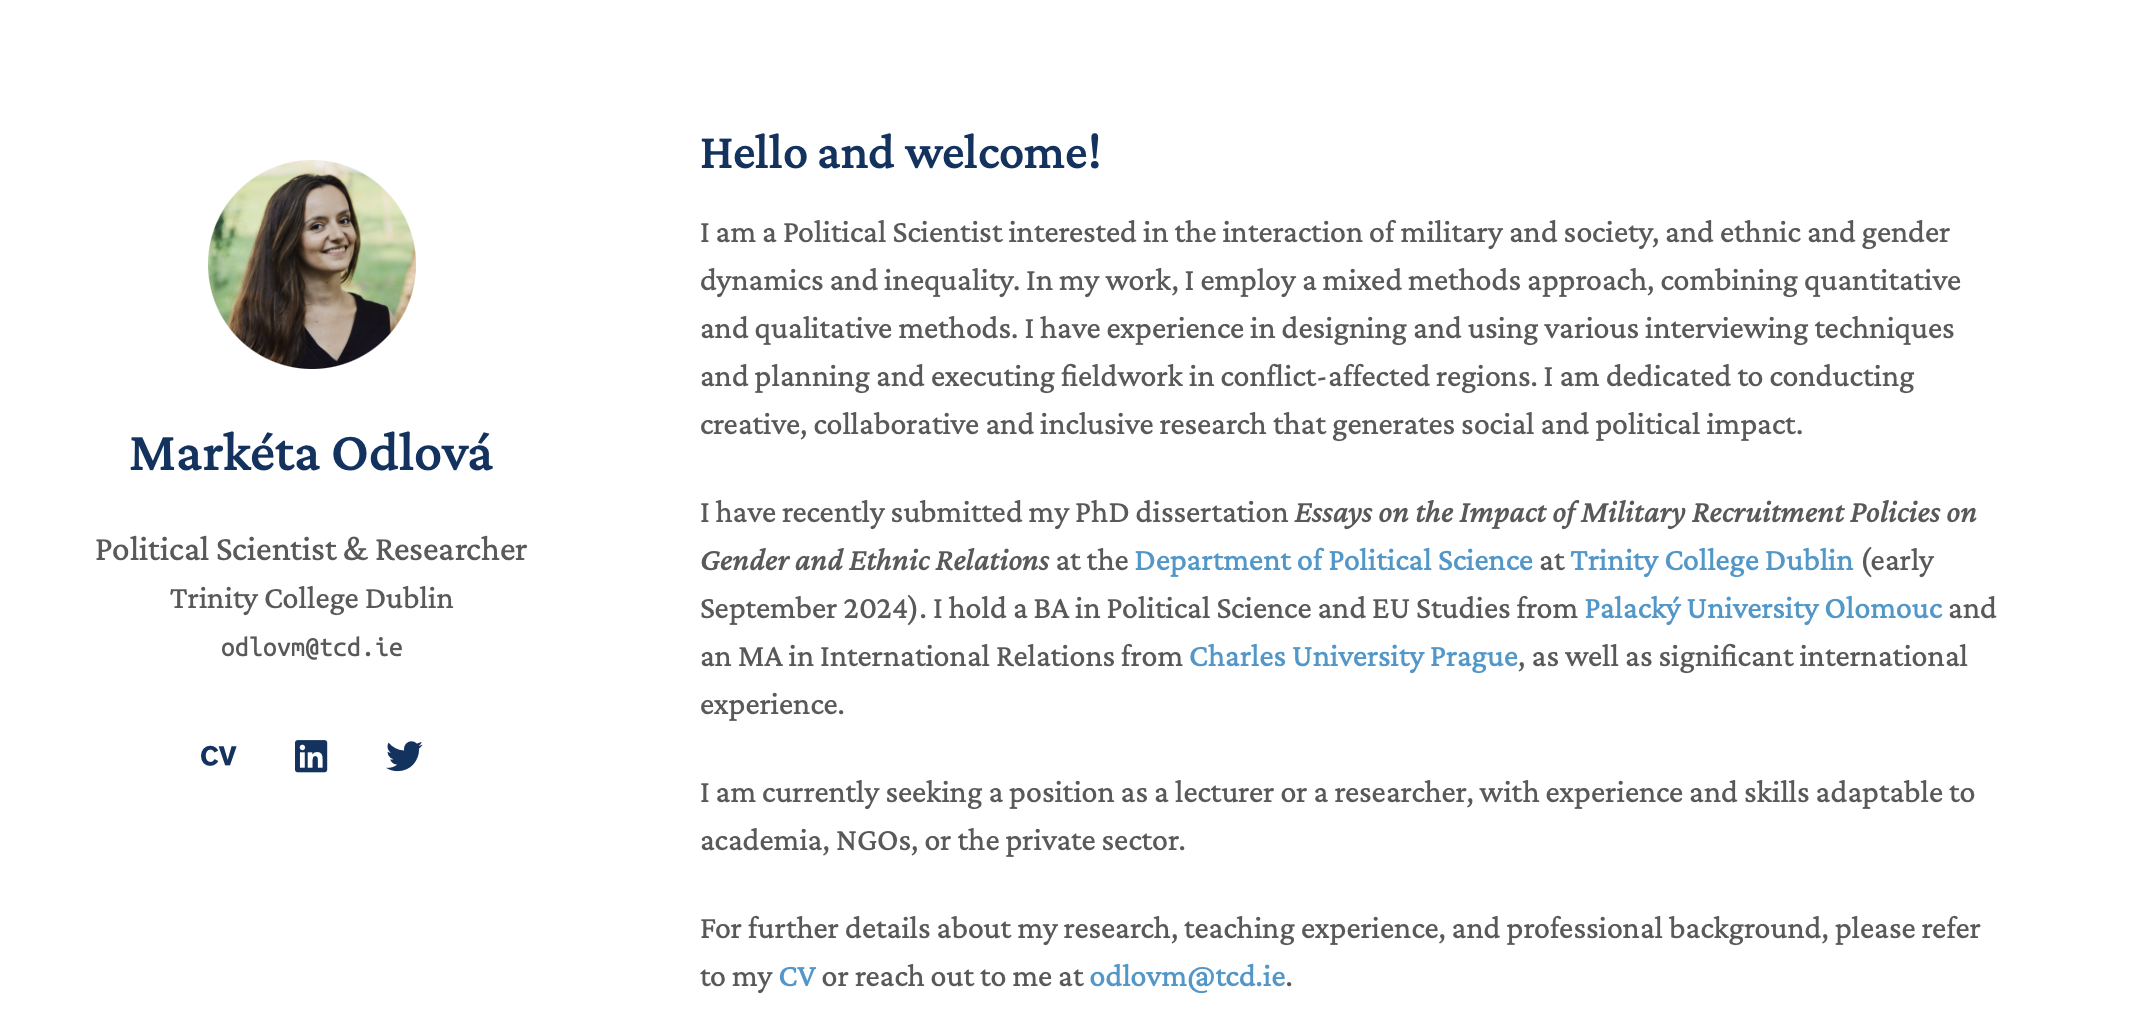 Markéta Odlová
Political Scientist & Researcher
Trinity College Dublin
odlovm@tcd.ie
CV
in
Hello and welcome!
I am a Political Scientist interested in the interaction of military and society, and ethnic and gender
dynamics and inequality. In my work, I employ a mixed methods approach, combining quantitative
and qualitative methods. I have experience in designing and using various interviewing techniques
and planning and executing fieldwork in conflict-affected regions. I am dedicated to conducting
creative, collaborative and inclusive research that generates social and political impact.
I have recently submitted my PhD dissertation Essays on the Impact of Military Recruitment Policies on
Gender and Ethnic Relations at the Department of Political Science at Trinity College Dublin (early
September 2024). I hold a BA in Political Science and EU Studies from Palacký University Olomouc and
an MA in International Relations from Charles University Prague, as well as significant international
experience.
I am currently seeking a position as a lecturer or a researcher, with experience and skills adaptable to
academia, NGOs, or the private sector.
For further details about my research, teaching experience, and professional background, please refer
to my CV or reach out to me at odlovm@tcd.ie.